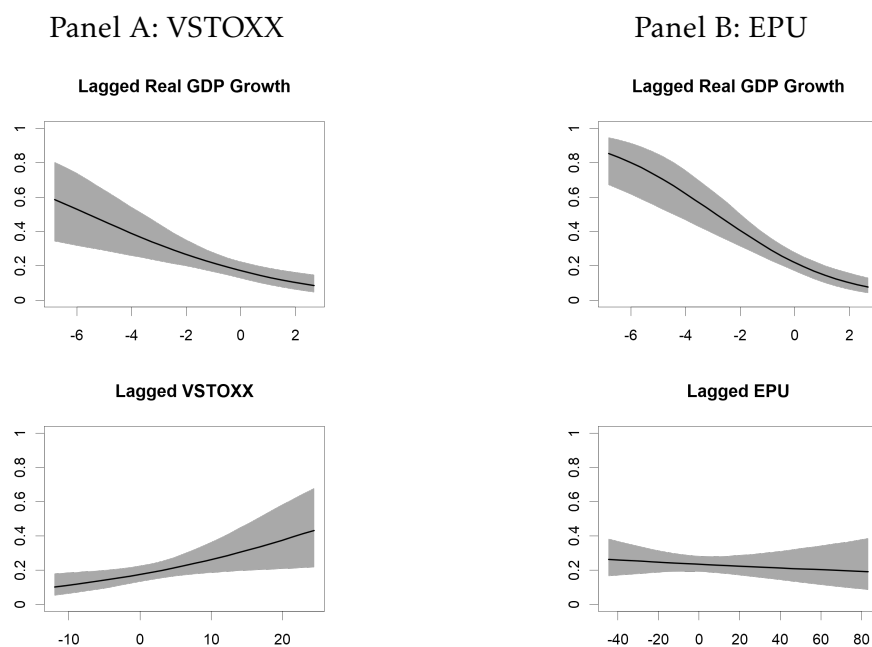 Panel A: VSTOXX
Panel B: EPU
Lagged Real GDP Growth
1
0.8
0.6
0.4
0.2
0
-6 -4 -2 0 2
Lagged Real GDP Growth
1
0.8
0.6
0.4
0.2
0
-6 -4 -2 0 2
Lagged VSTOXX
1
0.8
0.6
0.4
0.2
0
-10 0 10 20
Lagged EPU
1
0.8
0.6
0.4
0.2
0
-40 -20 0 20 40 60 80